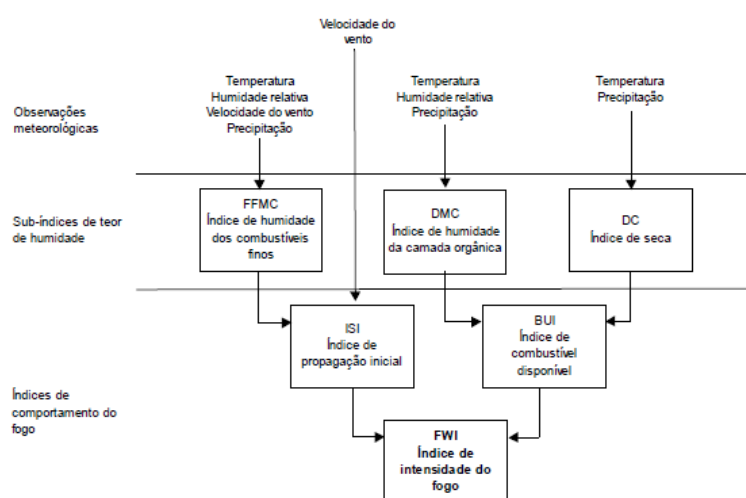 Velocidade do
vento
Observações
meteorológicas
Temperatura
Humidade relativa
Velocidade do vento
Precipitação
Temperatura
Humidade relativa
Precipitação
Temperatura
Precipitação
Sub-índices de teor
de humidade
FFMC
Índice de humidade
dos combustíveis
finos
DMC
Índice de humidade
da camada orgânica
DC
Índice de seca
Índices de
comportamento do
fogo
ISI
Índice de
propagação inicial
BUI
Índice de
combustível
disponível
FWI
Índice de
intensidade do
fogo